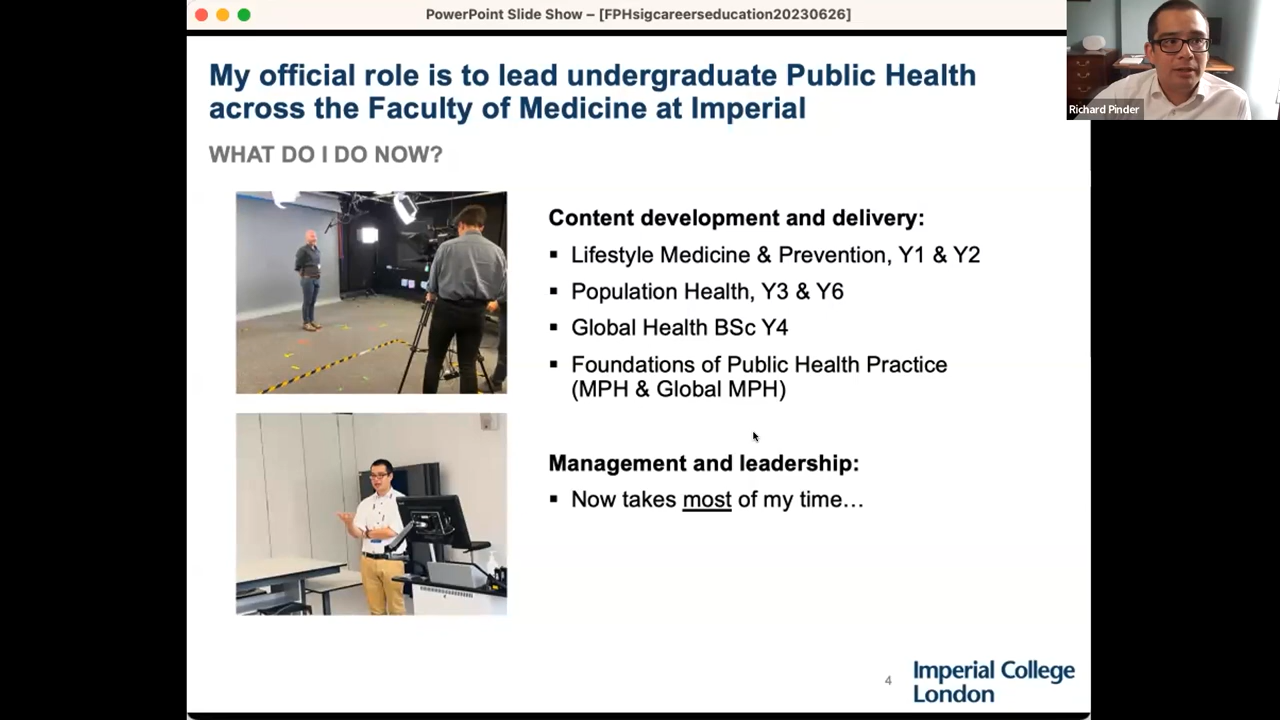 PowerPoint Slide Show – [FPHsigcareerseducation20230626]
Richard Pinder
My official role is to lead undergraduate Public Health
across the Faculty of Medicine at Imperial
WHAT DO I DO NOW?
Content development and delivery:
▪ Lifestyle Medicine & Prevention, Y1 & Y2
▪ Population Health, Y3 & Y6
▪ Global Health BSc Y4
▪ Foundations of Public Health Practice
(MPH & Global MPH)
Management and leadership:
▪ Now takes most of my time…
4
Imperial College
London